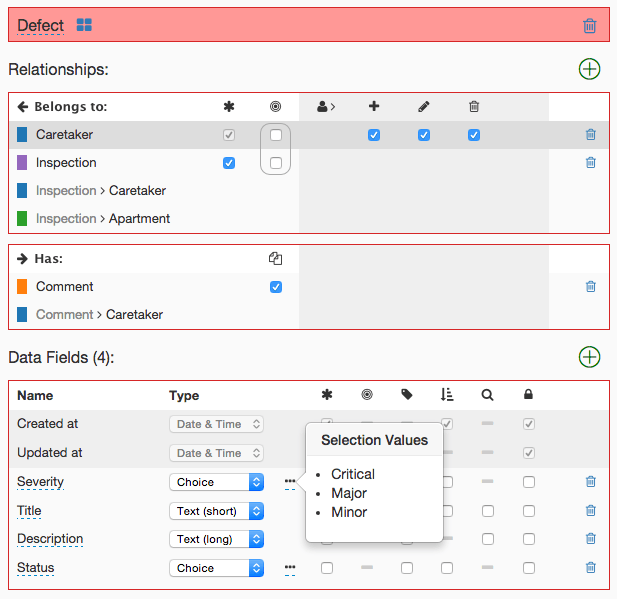 Defect
Relationships:
Belongs to:
Caretaker
Inspection
Inspection > Caretaker
Inspection > Apartment
Has:
Comment
Comment > Caretaker
Data Fields (4):
Name Type
Created at Date & Time
Updated at Date & Time
Severity Choice
Title Text (short)
Description Text (long)
Status Choice
Selection Values
• Critical
• Major
• Minor